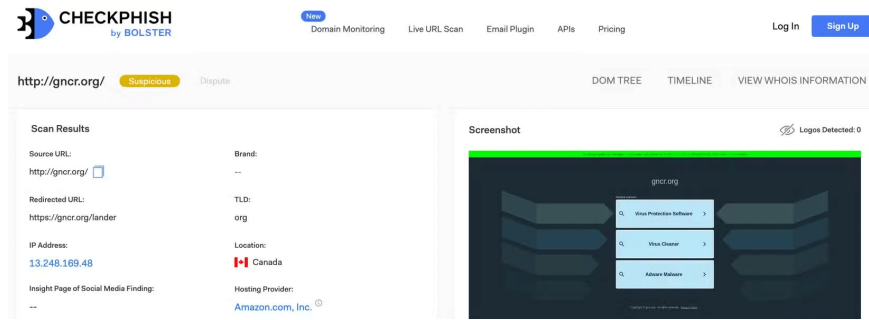 CHECKPHISH
by BOLSTER
New
Domain Monitoring
Live URL Scan
Email Plugin
APIs
Pricing
Log In
Sign Up
http://gncr.org/
Suspicious
Dispute
DOM TREE
TIMELINE
VIEW WHOIS INFORMATION
Scan Results
Source URL:
Brand:
http://gncr.org/
--
Redirected URL:
TLD:
https://gncr.org/lander
org
IP Address:
Location:
13.248.169.48
Canada
Insight Page of Social Media Finding:
Hosting Provider:
--
Amazon.com, Inc.
Screenshot
Logos Detected: 0
gncr.org
Virus Protection Software
Virus Cleaner
Adware Malware